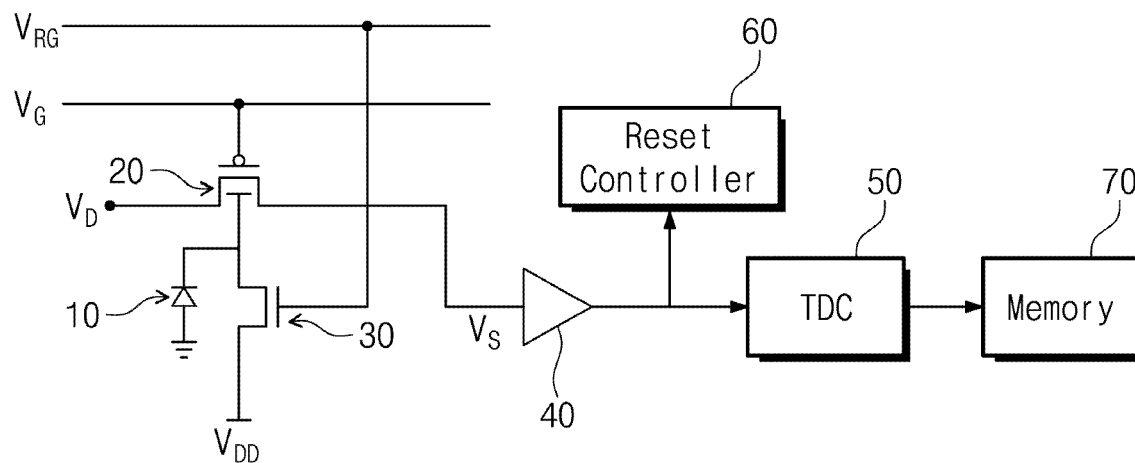 V_RG
60
V_G
Reset
Controller
20
50
70
V_D
10
TDC
Memory
30
V_S
40
V_DD